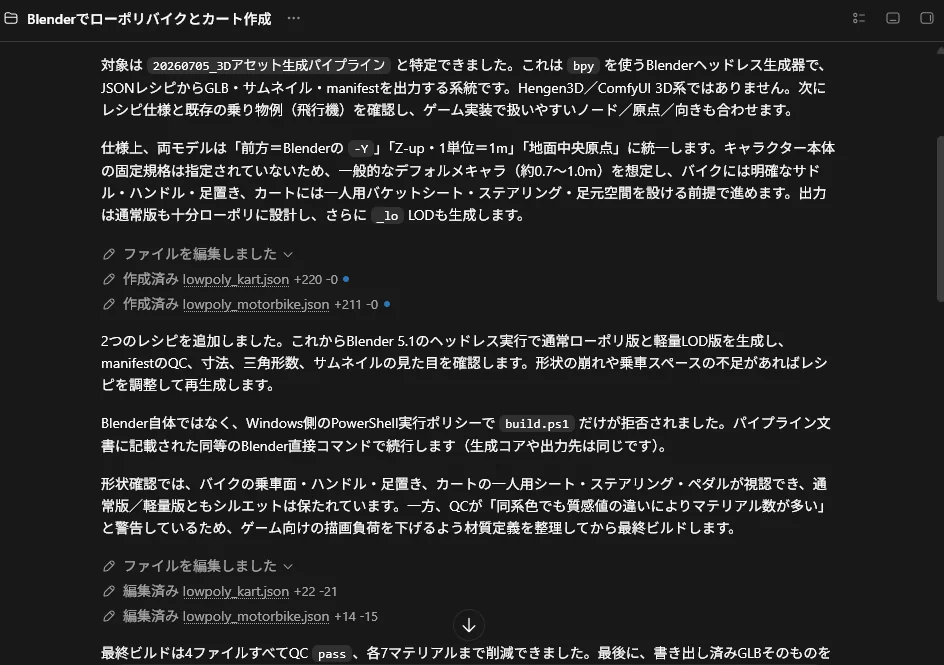 Blenderでローポリバイクとカート作成 …
対象は 20260705_3Dアセット生成パイプライン と特定できました。これは bpy を使うBlenderヘッドレス生成器で、
JSONレシピからGLB・サムネイル・manifestを出力する系統です。Hengen3D／ComfyUI 3D系ではありません。次に
レシピ仕様と既存の乗り物例（飛行機）を確認し、ゲーム実装で扱いやすいノード／原点／向きも合わせます。
仕様上、両モデルは「前方＝Blenderの -Y」「Z-up・1単位＝1m」「地面中央原点」に統一します。キャラクター本体
の固定規格は指定されていないため、一般的なデフォルメキャラ（約0.7〜1.0m）を想定し、バイクには明確なサド
ル・ハンドル・足置き、カートには一人用バケットシート・ステアリング・足元空間を設ける前提で進めます。出力
は通常版も十分ローポリに設計し、さらに _lo LODも生成します。
ファイルを編集しました
作成済み lowpoly_kart.json +220 -0
作成済み lowpoly_motorbike.json +211 -0
2つのレシピを追加しました。これからBlender 5.1のヘッドレス実行で通常ローポリ版と軽量LOD版を生成し、
manifestのQC、寸法、三角形数、サムネイルの見た目を確認します。形状の崩れや乗車スペースの不足があればレシ
ピを調整して再生成します。
Blender自体ではなく、Windows側のPowerShell実行ポリシーで build.ps1 だけが拒否されました。パイプライン文
書に記載された同等のBlender直接コマンドで続行します（生成コアや出力先は同じです）。
形状確認では、バイクの乗車面・ハンドル・足置き、カートの一人用シート・ステアリング・ペダルが視認でき、通
常版／軽量版ともシルエットは保たれています。一方、QCが「同系色でも質感値の違いによりマテリアル数が多い」
と警告しているため、ゲーム向けの描画負荷を下げるよう材質定義を整理してから最終ビルドします。
ファイルを編集しました
編集済み lowpoly_kart.json +22 -21
編集済み lowpoly_motorbike.json +14 -15
最終ビルドは4ファイルすべてQC pass、各7マテリアルまで削減できました。最後に、書き出し済みGLBそのものを